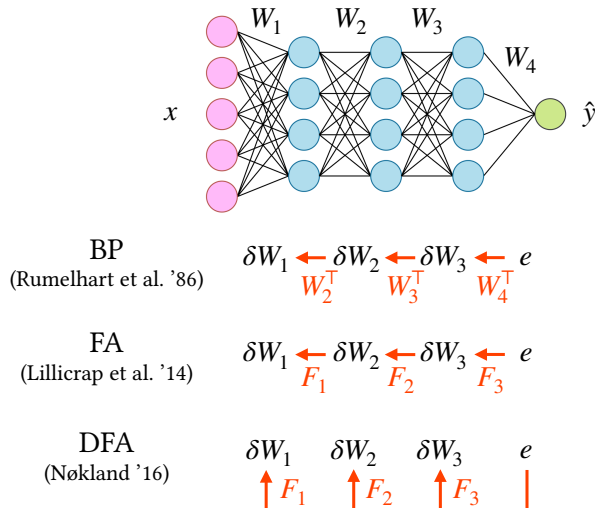 W₁ W₂ W₃ W₄
x ŷ
BP
(Rumelhart et al. '86)
δW₁ δW₂ δW₃ e
W₂⊤ W₃⊤ W₄⊤
FA
(Lillicrap et al. '14)
δW₁ δW₂ δW₃ e
F₁ F₂ F₃
DFA
(Nøkland '16)
δW₁ δW₂ δW₃ e
F₁ F₂ F₃